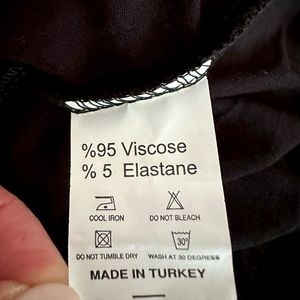 %95 Viscose
% 5 Elastane
COOL IRON DO NOT BLEACH
30°
DO NOT TUMBLE DRY WASH AT 30 DEGRESS
MADE IN TURKEY